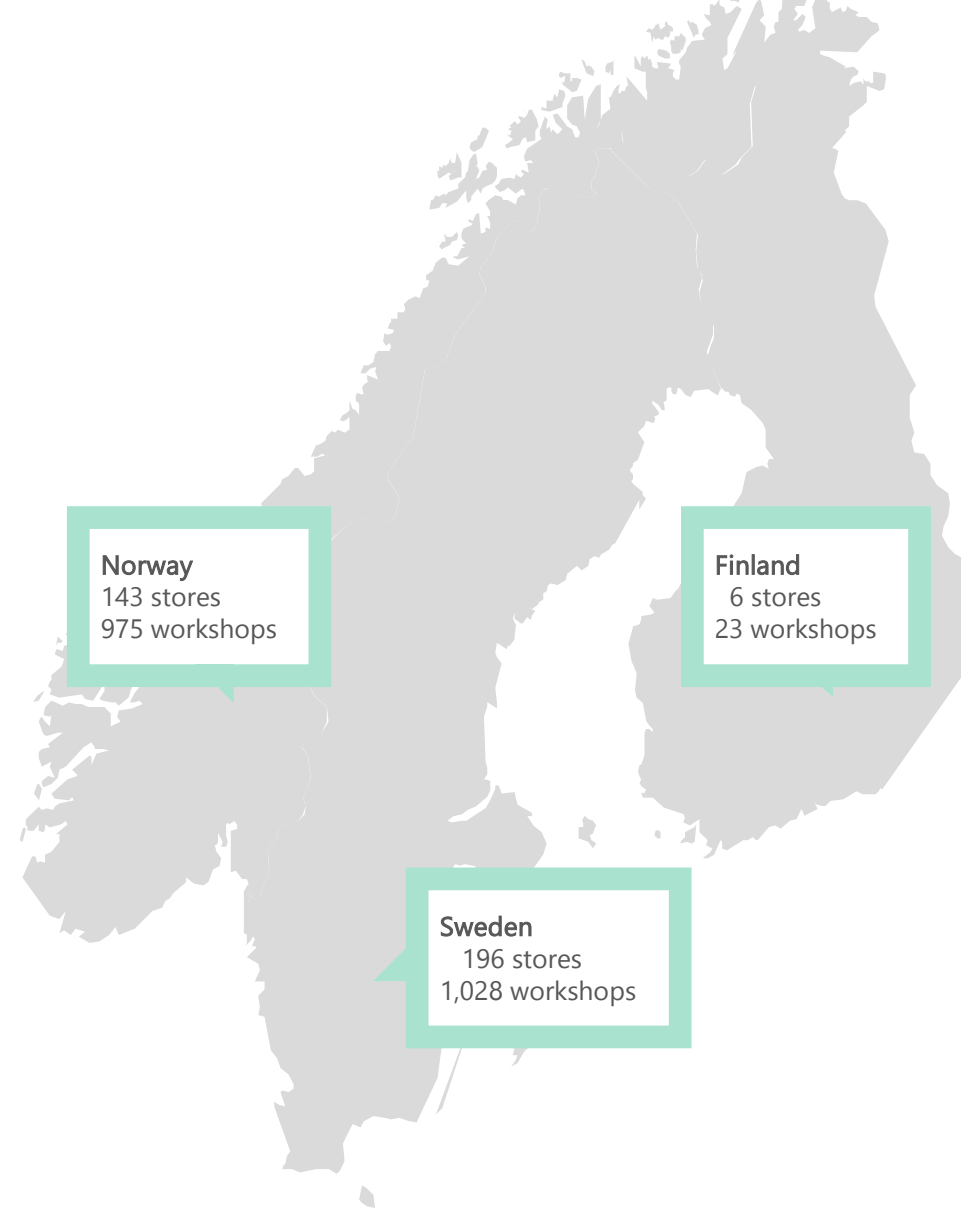 Norway
143 stores
975 workshops
Finland
6 stores
23 workshops
Sweden
196 stores
1,028 workshops